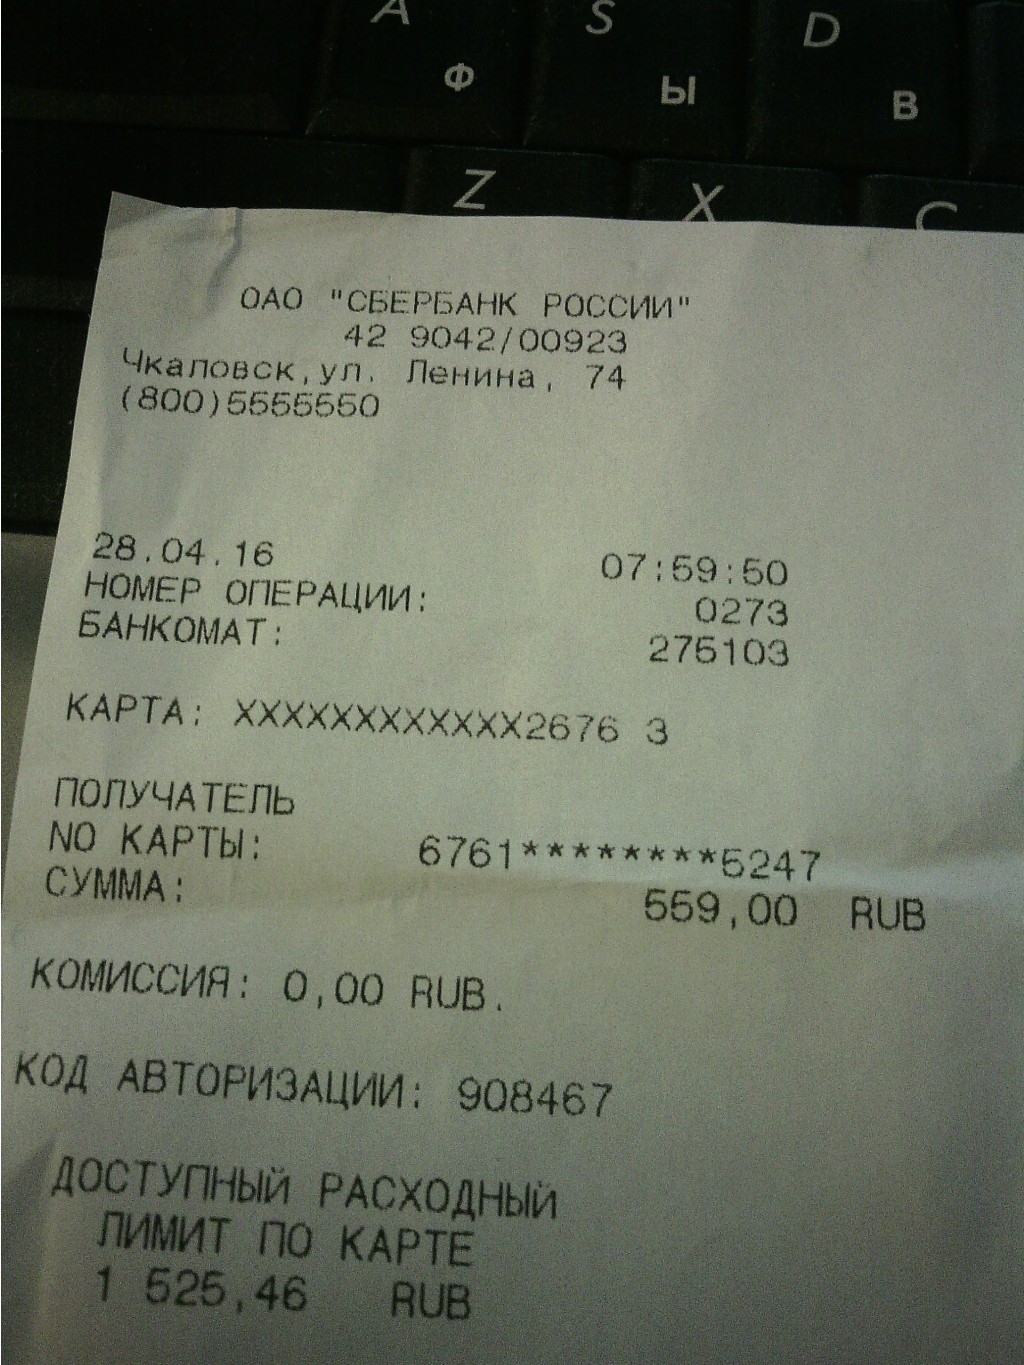 A
S
D
Ф
Ы
В
Z
X
C
ОАО "СБЕРБАНК РОССИИ"
42 9042/00923
Чкаловск,ул. Ленина, 74
(800)5555550
28.04.16 07:59:50
НОМЕР ОПЕРАЦИИ: 0273
БАНКОМАТ: 275103
КАРТА: XXXXXXXXXXXX2676 3
ПОЛУЧАТЕЛЬ
NO КАРТЫ: 6761********5247
СУММА: 559,00 RUB
КОМИССИЯ: 0,00 RUB.
КОД АВТОРИЗАЦИИ: 908467
ДОСТУПНЫЙ РАСХОДНЫЙ
ЛИМИТ ПО КАРТЕ
1 525,46 RUB